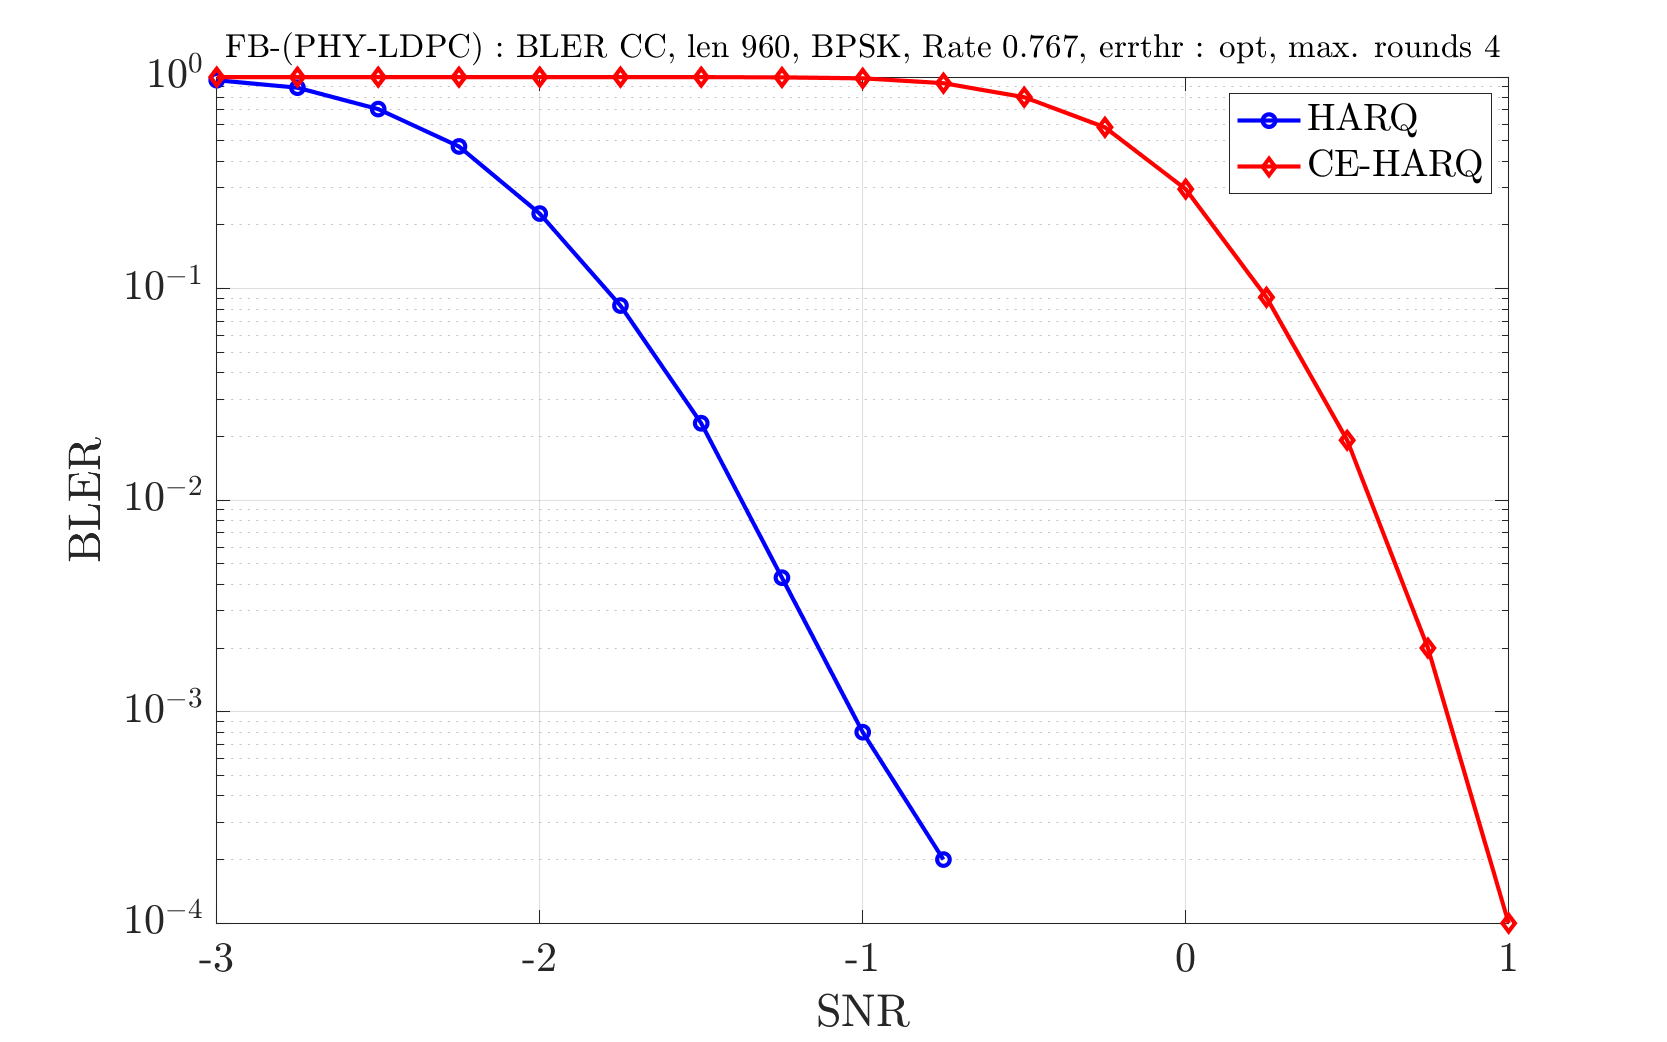 FB-(PHY-LDPC) : BLER CC, len 960, BPSK, Rate 0.767, errthr : opt, max. rounds 4
HARQ
CE-HARQ
10^0
10^{-1}
10^{-2}
10^{-3}
10^{-4}
BLER
-3 -2 -1 0 1
SNR